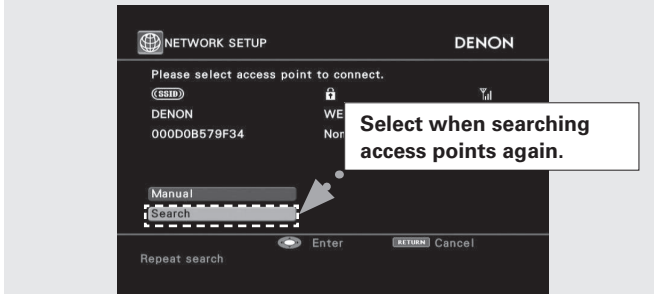 NETWORK SETUP DENON
Please select access point to connect.
(SSID)
DENON WE
000D0B579F34 Non
Select when searching
access points again.
Manual
Search
Enter RETURN Cancel
Repeat search